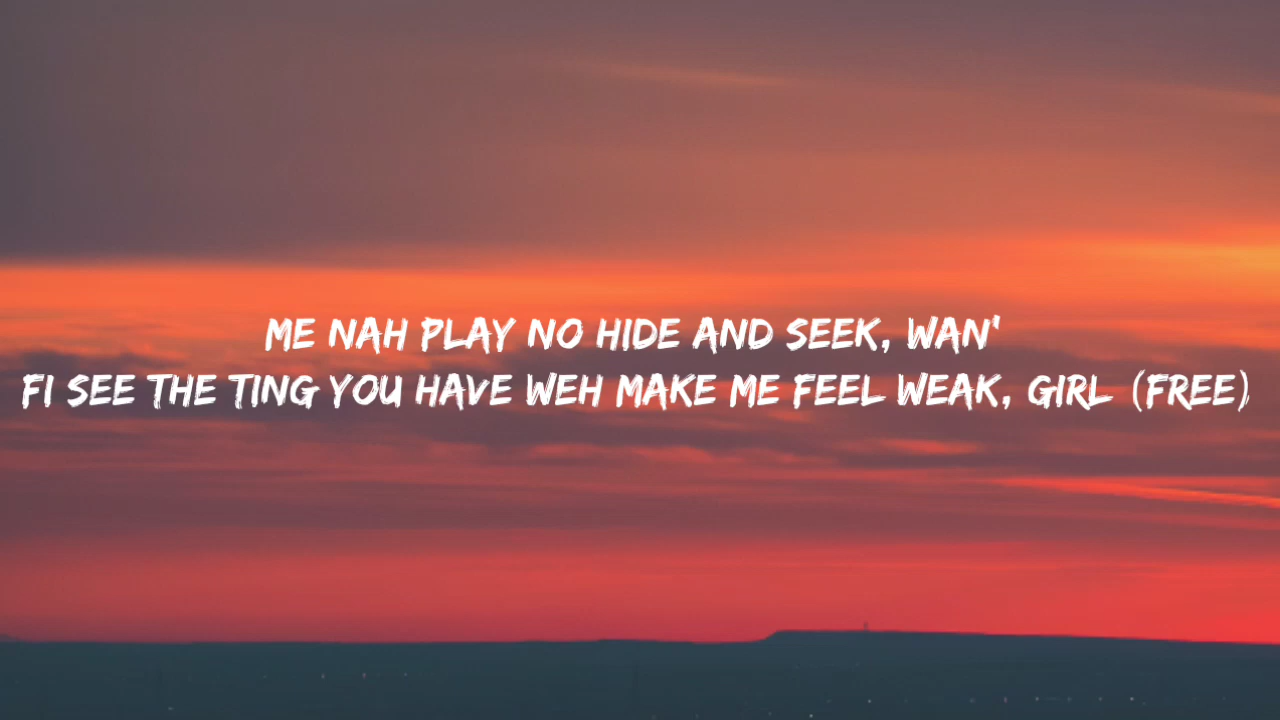 ME NAH PLAY NO HIDE AND SEEK, WAN'
FI SEE THE TING YOU HAVE WEH MAKE ME FEEL WEAK, GIRL (FREE)